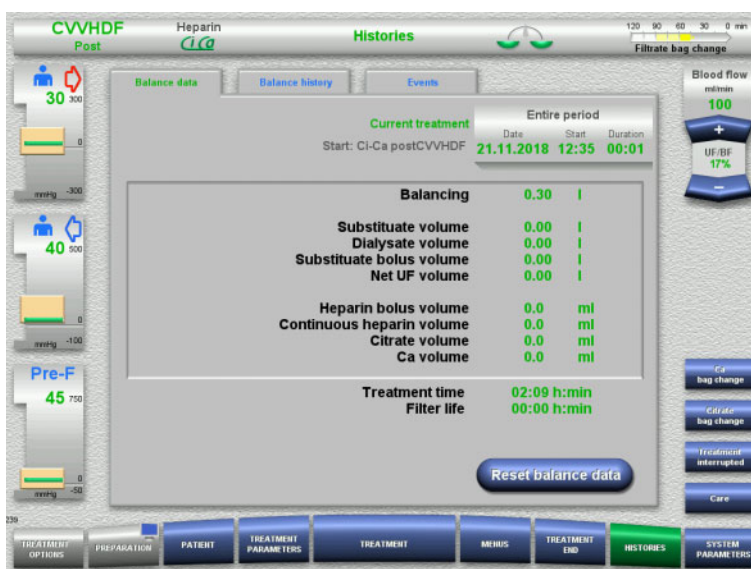 CVVHDF
Post
Heparin
Ci.Ca
Histories
120 90 60 30 0 min
Filtrate bag change
30 300
0
mmHg -300
40 500
0
mmHg -100
Pre-F
45 750
0
mmHg -50
239
Balance data
Balance history
Events
Current treatment
Start: Ci-Ca postCVVHDF
Entire period
Date Start Duration
21.11.2018 12:35 00:01
Balancing 0.30 l
Substituate volume 0.00 l
Dialysate volume 0.00 l
Substituate bolus volume 0.00 l
Net UF volume 0.00 l
Heparin bolus volume 0.0 ml
Continuous heparin volume 0.0 ml
Citrate volume 0.0 ml
Ca volume 0.0 ml
Treatment time 02:09 h:min
Filter life 00:00 h:min
Reset balance data
Blood flow
ml/min
100
+
UF/BF
17%
–
Ca
bag change
Citrate
bag change
Treatment
interrupted
Care
TREATMENT
OPTIONS
PREPARATION
PATIENT
TREATMENT
PARAMETERS
TREATMENT
MENUS
TREATMENT
END
HISTORIES
SYSTEM
PARAMETERS